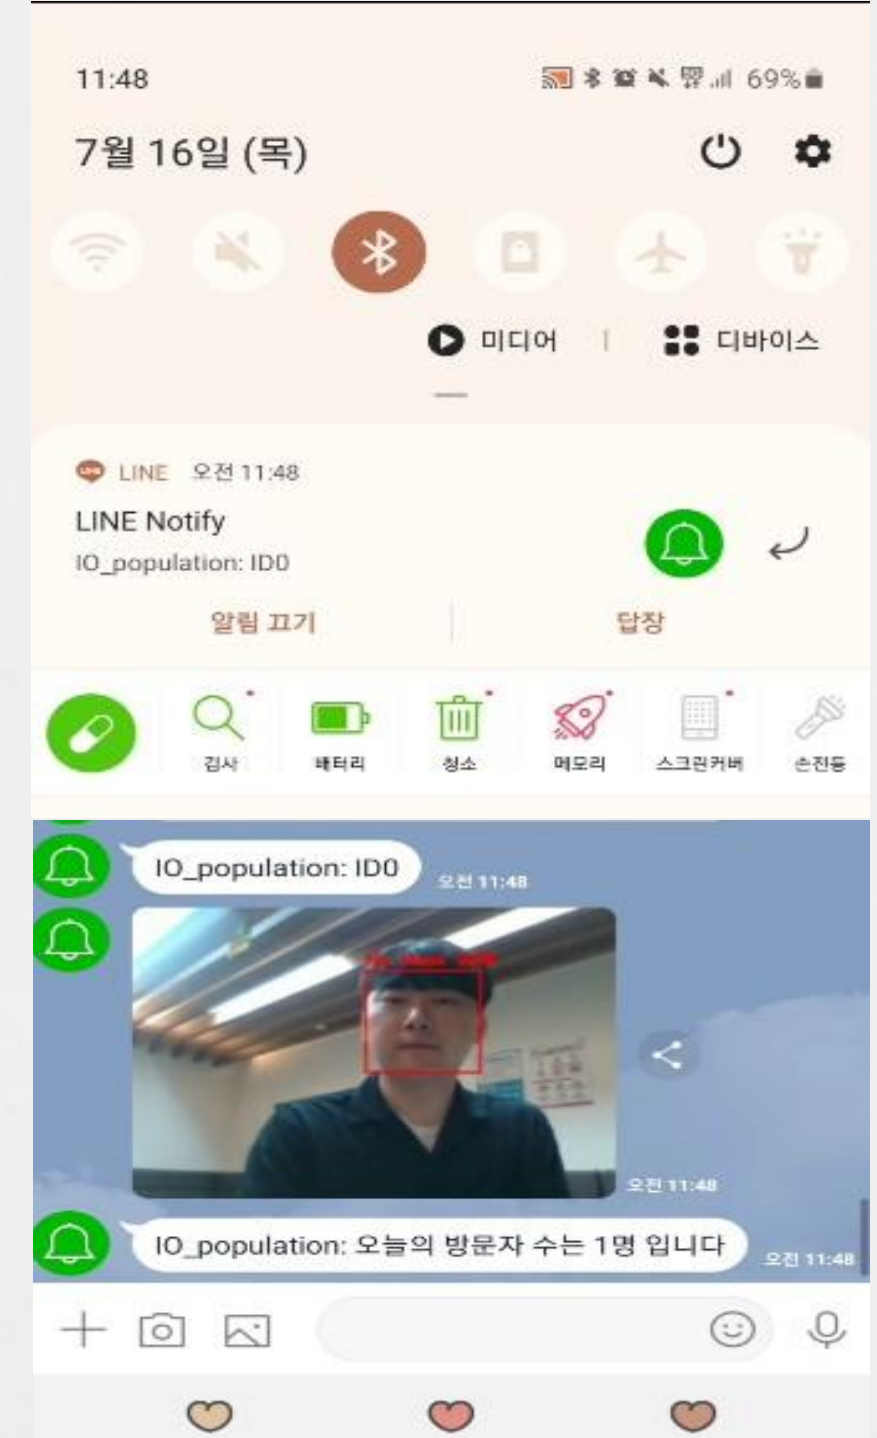 11:48
69%
7월 16일 (목)
미디어 | 디바이스
LINE 오전 11:48
LINE Notify
IO_population: ID0
알림 끄기 답장
검사 배터리 청소 메모리 스크린커버 손전등
IO_population: ID0
오전 11:48
오전 11:48
IO_population: 오늘의 방문자 수는 1명 입니다
오전 11:48